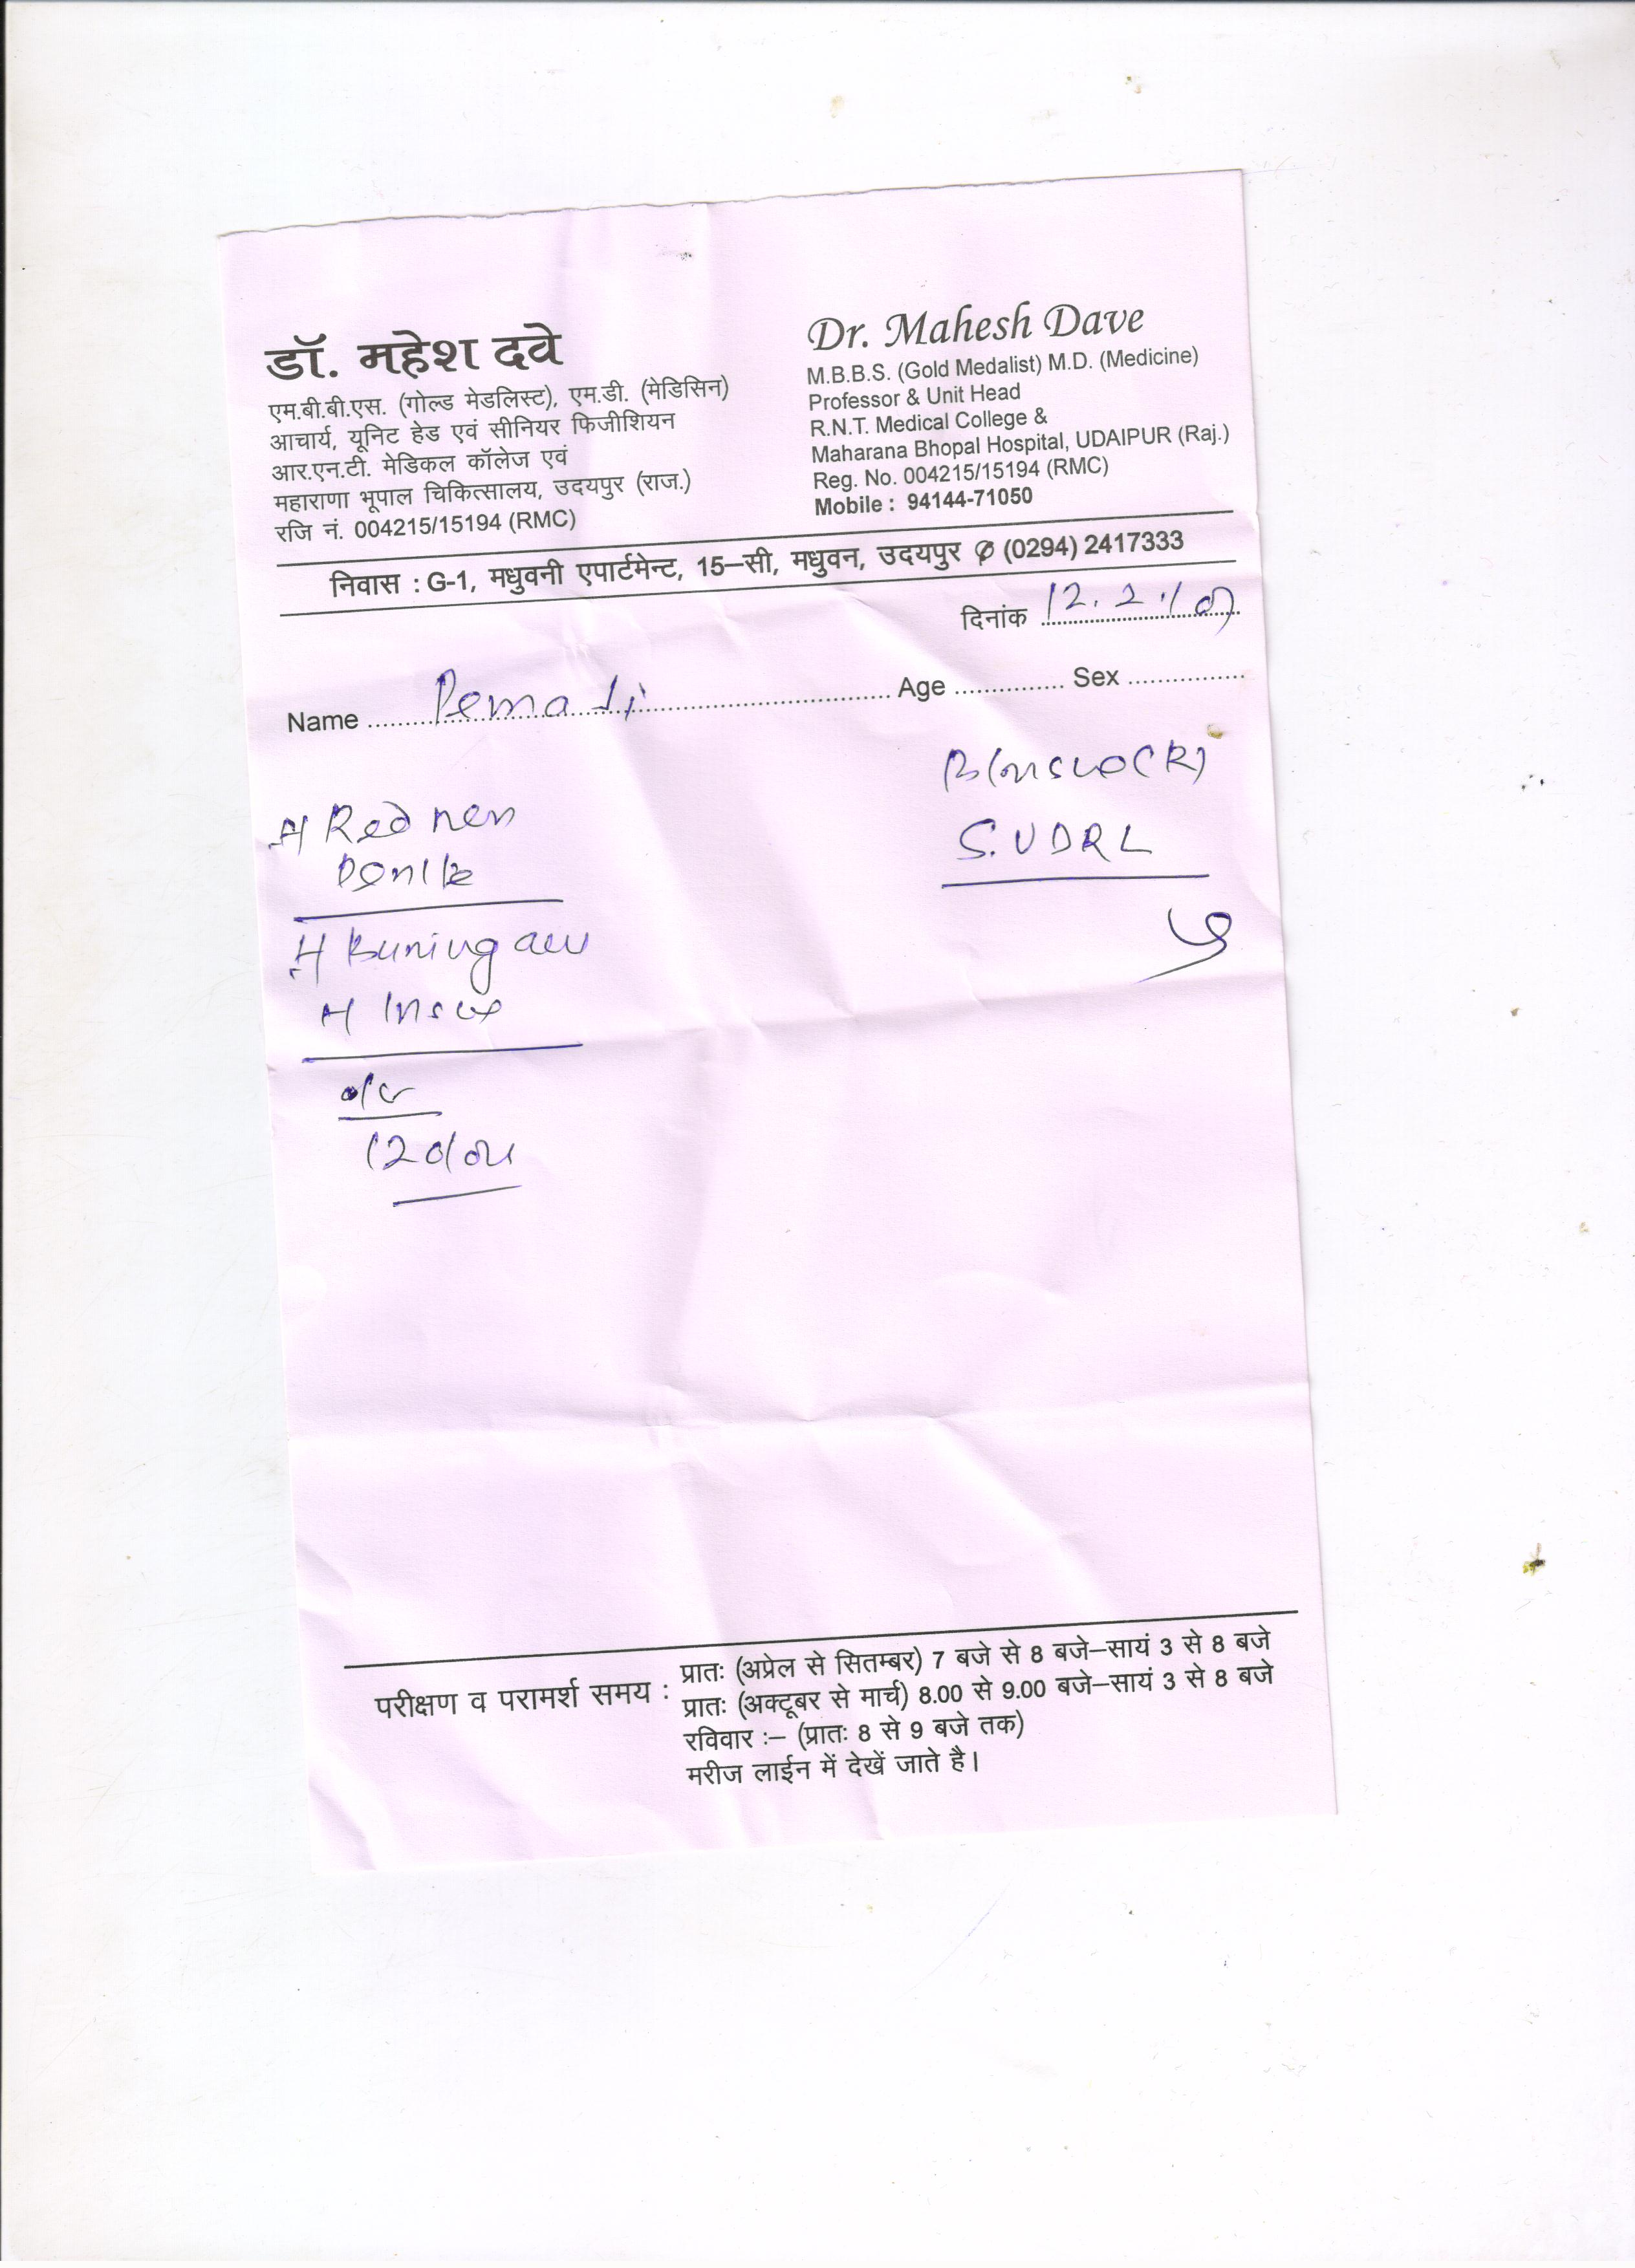 डॉ. महेश दवे
एम.बी.बी.एस. (गोल्ड मेडलिस्ट), एम.डी. (मेडिसिन)
आचार्य, यूनिट हेड एवं सीनियर फिजीशियन
आर.एन.टी. मेडिकल कॉलेज एवं
महाराणा भूपाल चिकित्सालय, उदयपुर (राज.)
रजि नं. 004215/15194 (RMC)
Dr. Mahesh Dave
M.B.B.S. (Gold Medalist) M.D. (Medicine)
Professor & Unit Head
R.N.T. Medical College &
Maharana Bhopal Hospital, UDAIPUR (Raj.)
Reg. No. 004215/15194 (RMC)
Mobile : 94144-71050
निवास : G-1, मधुवनी एपार्टमेन्ट, 15–सी, मधुवन, उदयपुर ✆ (0294) 2417333
दिनांक 12.2.
Name Pema Ji Age Sex
S. VDRL
परीक्षण व परामर्श समय : प्रातः (अप्रेल से सितम्बर) 7 बजे से 8 बजे–सायं 3 से 8 बजे
प्रातः (अक्टूबर से मार्च) 8.00 से 9.00 बजे–सायं 3 से 8 बजे
रविवार :– (प्रातः 8 से 9 बजे तक)
मरीज लाईन में देखें जाते है।